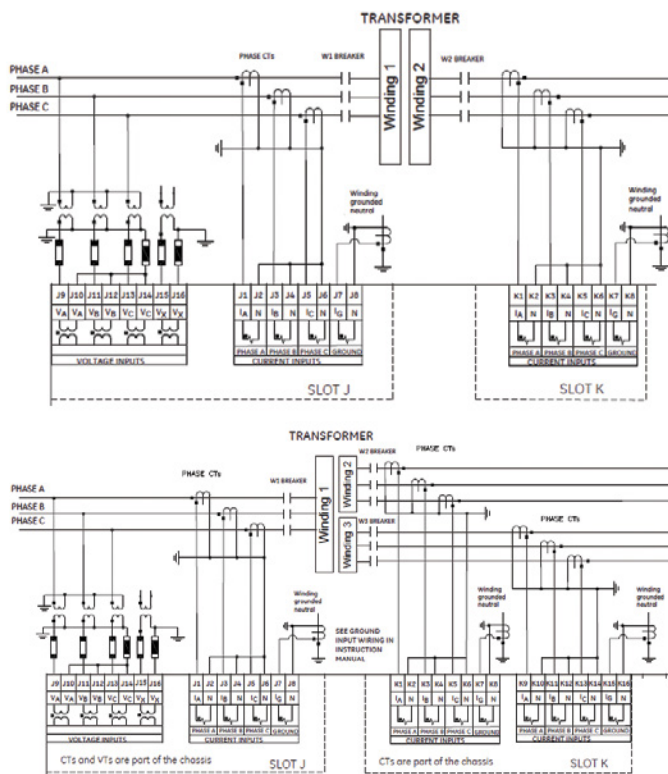 TRANSFORMER
PHASE CTs
W1 BREAKER
Winding 1
Winding 2
W2 BREAKER
PHASE A
PHASE B
PHASE C
Winding
grounded
neutral
Winding
grounded
neutral
J9 J10 J11 J12 J13 J14 J15 J16
VA VA VB VB VC VC VX VX
VOLTAGE INPUTS
J1 J2 J3 J4 J5 J6 J7 J8
IA N IB N IC N IG N
PHASE A PHASE B PHASE C GROUND
CURRENT INPUTS
SLOT J
K1 K2 K3 K4 K5 K6 K7 K8
IA N IB N IC N IG N
PHASE A PHASE B PHASE C GROUND
CURRENT INPUTS
SLOT K
TRANSFORMER
PHASE CTs
Winding 1
Winding 2
Winding 3
W2 BREAKER
PHASE CTs
PHASE A
PHASE B
PHASE C
W3 BREAKER
PHASE CTs
Winding
grounded
neutral
SEE GROUND
INPUT WIRING IN
INSTRUCTION
MANUAL
Winding
grounded
neutral
Winding
grounded
neutral
J9 J10 J11 J12 J13 J14 J15 J16
VA VA VB VB VC VC VX VX
VOLTAGE INPUTS
J1 J2 J3 J4 J5 J6 J7 J8
IA N IB N IC N IG N
PHASE A PHASE B PHASE C GROUND
CURRENT INPUTS
CTs and VTs are part of the chassis
SLOT J
K1 K2 K3 K4 K5 K6 K7 K8
IA N IB N IC N IG N
PHASE A PHASE B PHASE C GROUND
CURRENT INPUTS
K9 K10 K11 K12 K13 K14 K15 K16
IA N IB N IC N IG N
PHASE A PHASE B PHASE C GROUND
CURRENT INPUTS
CTs are part of the chassis
SLOT K